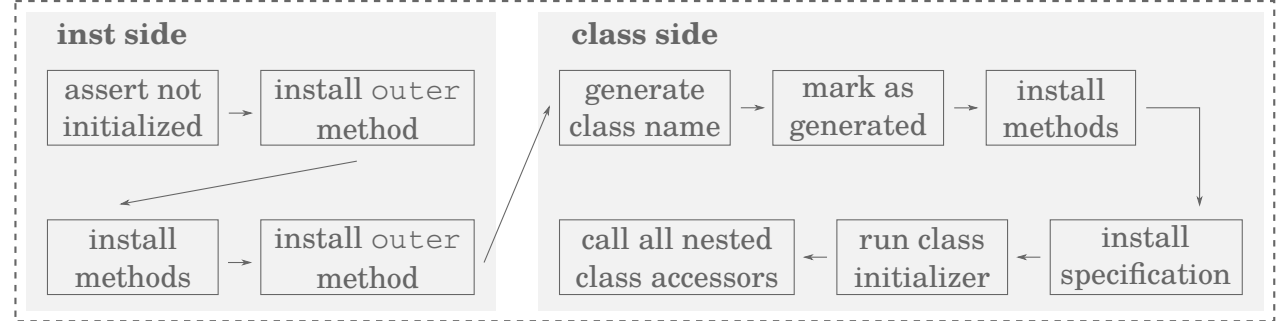 inst side
assert not
initialized
install outer
method
install
methods
install outer
method
class side
generate
class name
mark as
generated
install
methods
install
specification
run class
initializer
call all nested
class accessors